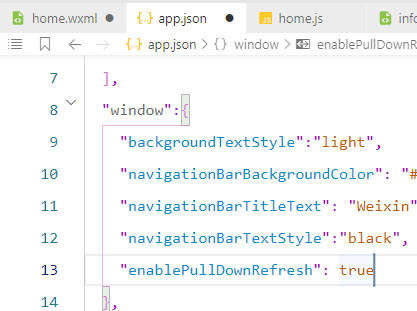 home.wxml
{..} app.json
JS home.js
info
{..} app.json > {} window > enablePullDownRefresh
7 ],
8 "window":{
9 "backgroundTextStyle":"light",
10 "navigationBarBackgroundColor": "#
11 "navigationBarTitleText": "Weixin"
12 "navigationBarTextStyle":"black",
13 "enablePullDownRefresh": true
14 },